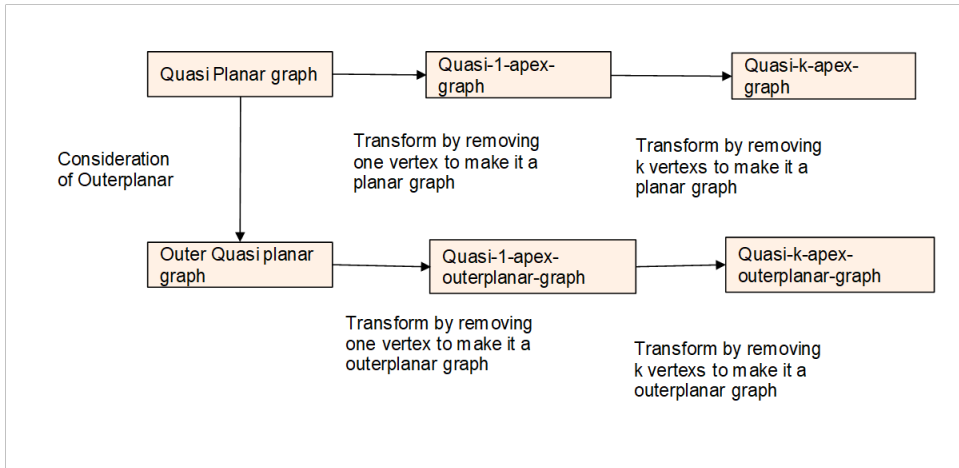 Quasi Planar graph
Quasi-1-apex-
graph
Quasi-k-apex-
graph
Transform by removing
one vertex to make it a
planar graph
Transform by removing
k vertexs to make it a
planar graph
Consideration
of Outerplanar
Outer Quasi planar
graph
Quasi-1-apex-
outerplanar-graph
Quasi-k-apex-
outerplanar-graph
Transform by removing
one vertex to make it a
outerplanar graph
Transform by removing
k vertexs to make it a
outerplanar graph